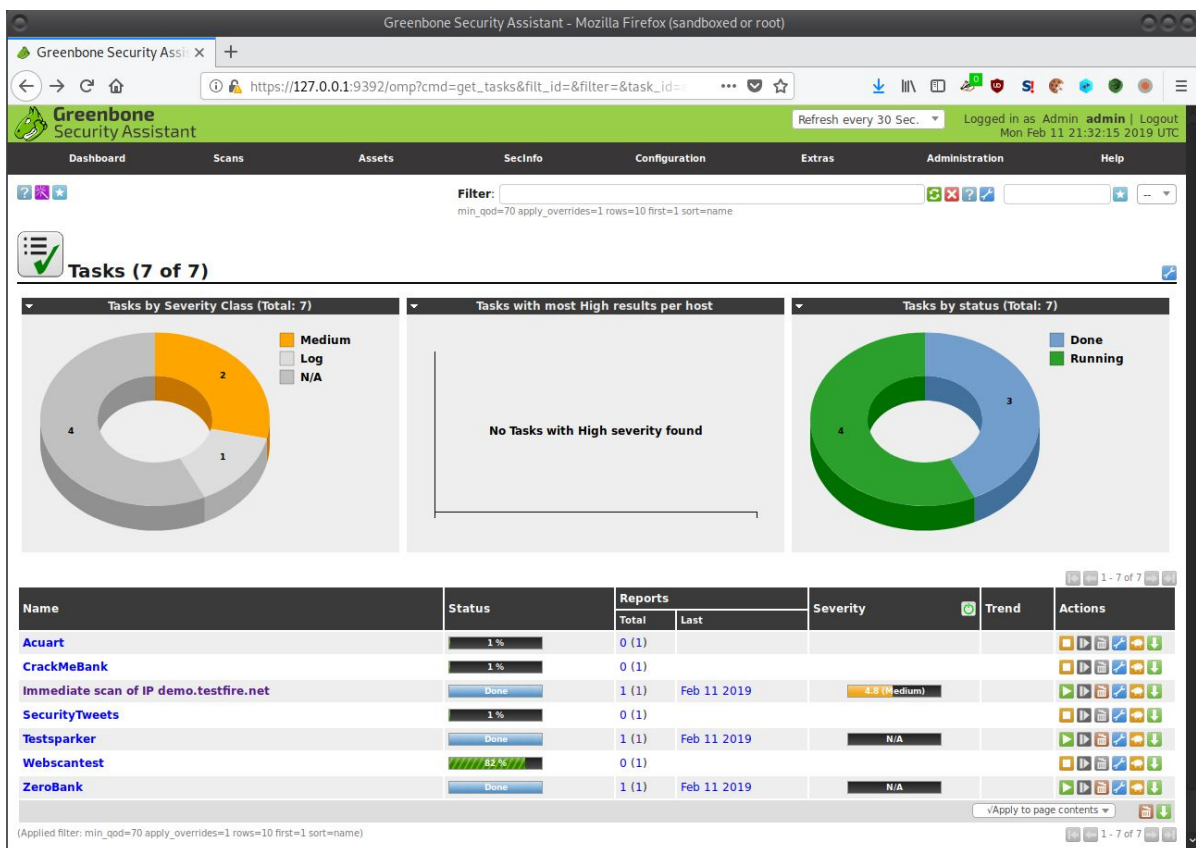 Greenbone Security Assistant - Mozilla Firefox (sandboxed or root)
Greenbone Security Assis
https://127.0.0.1:9392/omp?cmd=get_tasks&filt_id=&filter=&task_id=
Greenbone
Security Assistant
Refresh every 30 Sec.
Logged in as Admin admin | Logout
Mon Feb 11 21:32:15 2019 UTC
Dashboard Scans Assets SecInfo Configuration Extras Administration Help
Filter:
--
min_qod=70 apply_overrides=1 rows=10 first=1 sort=name
Tasks (7 of 7)
Tasks by Severity Class (Total: 7)
Medium
Log
N/A
2
4
1
Tasks with most High results per host
No Tasks with High severity found
Tasks by status (Total: 7)
Done
Running
3
4
1 - 7 of 7
Name Status Reports Severity Trend Actions
Total Last
Acuart 1 % 0 (1)
CrackMeBank 1 % 0 (1)
Immediate scan of IP demo.testfire.net Done 1 (1) Feb 11 2019 4.8 (Medium)
SecurityTweets 1 % 0 (1)
Testsparker Done 1 (1) Feb 11 2019 N/A
Webscantest 82 % 0 (1)
ZeroBank Done 1 (1) Feb 11 2019 N/A
√Apply to page contents
(Applied filter: min_qod=70 apply_overrides=1 rows=10 first=1 sort=name)
1 - 7 of 7